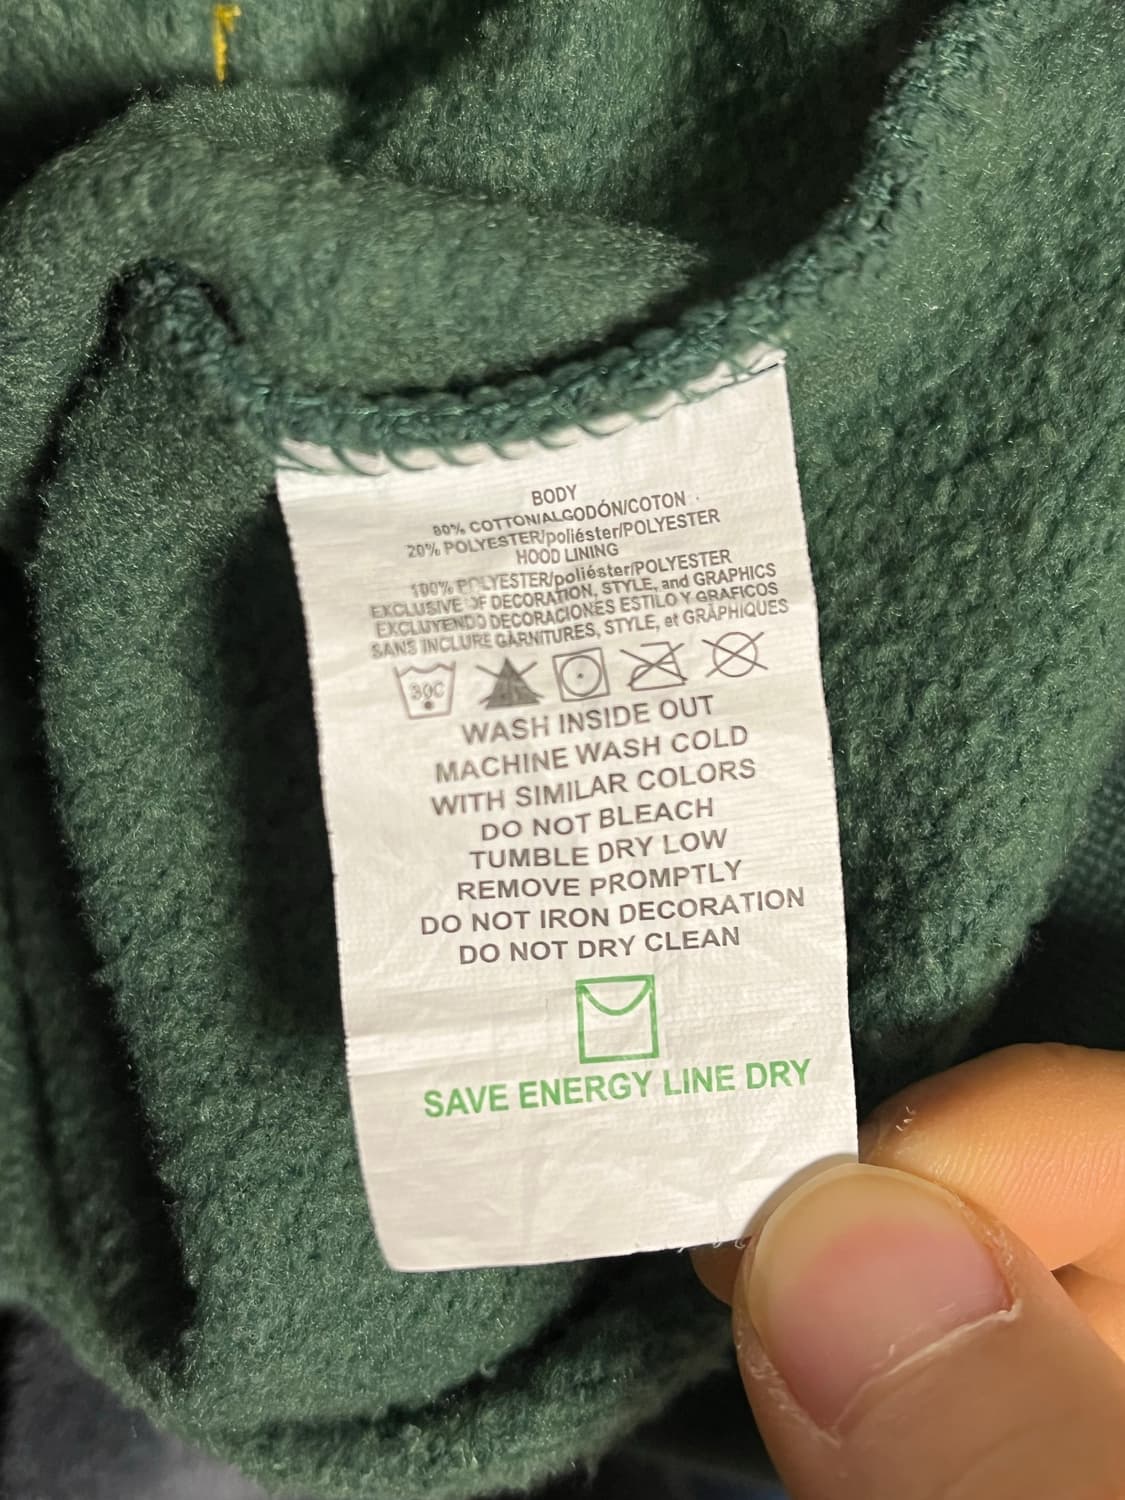 BODY
80% COTTON/ALGODÓN/COTON
20% POLYESTER/poliéster/POLYESTER
HOOD LINING
100% POLYESTER/poliéster/POLYESTER
EXCLUSIVE OF DECORATION, STYLE, and GRAPHICS
EXCLUYENDO DECORACIONES ESTILO Y GRAFICOS
SANS INCLURE GARNITURES, STYLE, et GRAPHIQUES
30C
WASH INSIDE OUT
MACHINE WASH COLD
WITH SIMILAR COLORS
DO NOT BLEACH
TUMBLE DRY LOW
REMOVE PROMPTLY
DO NOT IRON DECORATION
DO NOT DRY CLEAN
SAVE ENERGY LINE DRY